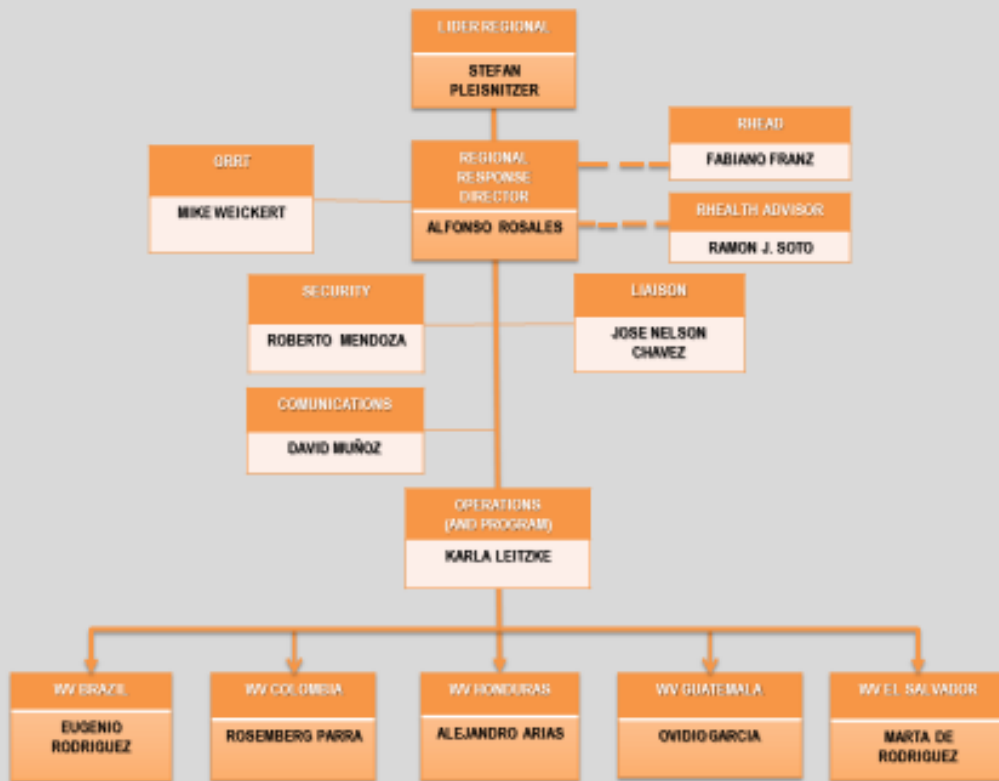 LIDER REGIONAL
STEFAN
PLEISNITZER
RHEAD
FABIANO FRANZ
GRRT
MIKE WEICKERT
REGIONAL
RESPONSE
DIRECTOR
ALFONSO ROSALES
RHEALTH ADVISOR
RAMON J. SOTO
SECURITY
ROBERTO MENDOZA
LIAISON
JOSE NELSON
CHAVEZ
COMUNICATIONS
DAVID MUÑOZ
OPERATIONS
(AND PROGRAM)
KARLA LEITZKE
WV BRAZIL
EUGENIO
RODRIGUEZ
WV COLOMBIA
ROSEMBERG PARRA
WV HONDURAS
ALEJANDRO ARIAS
WV GUATEMALA
OVIDIO GARCIA
WV EL SALVADOR
MARTA DE
RODRIGUEZ